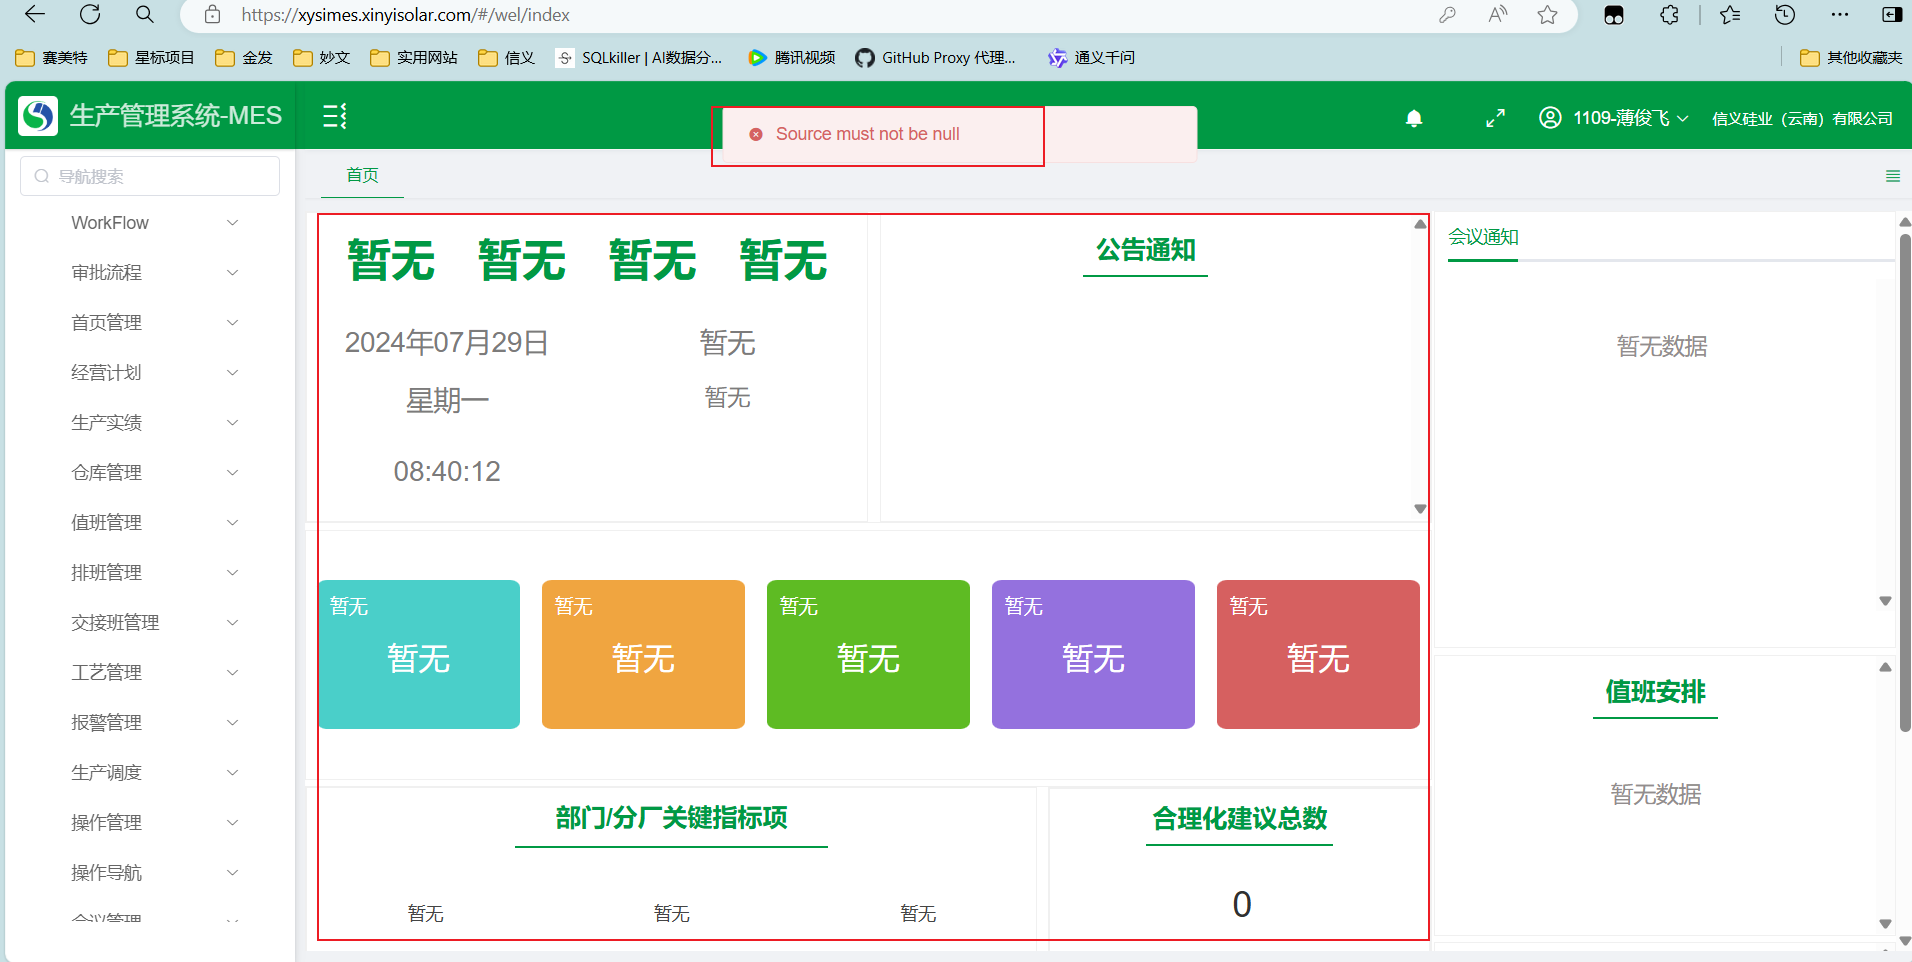 https://xysimes.xinyisolar.com/#/wel/index
赛美特 星标项目 金发 妙文 实用网站 信义 SQLkiller | AI数据分... 腾讯视频 GitHub Proxy 代理... 通义千问 其他收藏夹
生产管理系统-MES
Source must not be null
1109-薄俊飞
信义硅业（云南）有限公司
导航搜索
首页
WorkFlow
审批流程
首页管理
经营计划
生产实绩
仓库管理
值班管理
排班管理
交接班管理
工艺管理
报警管理
生产调度
操作管理
操作导航
会议管理
暂无 暂无 暂无 暂无
2024年07月29日
暂无
星期一
暂无
08:40:12
公告通知
会议通知
暂无数据
暂无 暂无 暂无 暂无 暂无
暂无 暂无 暂无 暂无 暂无
值班安排
暂无数据
部门/分厂关键指标项
暂无 暂无 暂无
合理化建议总数
0